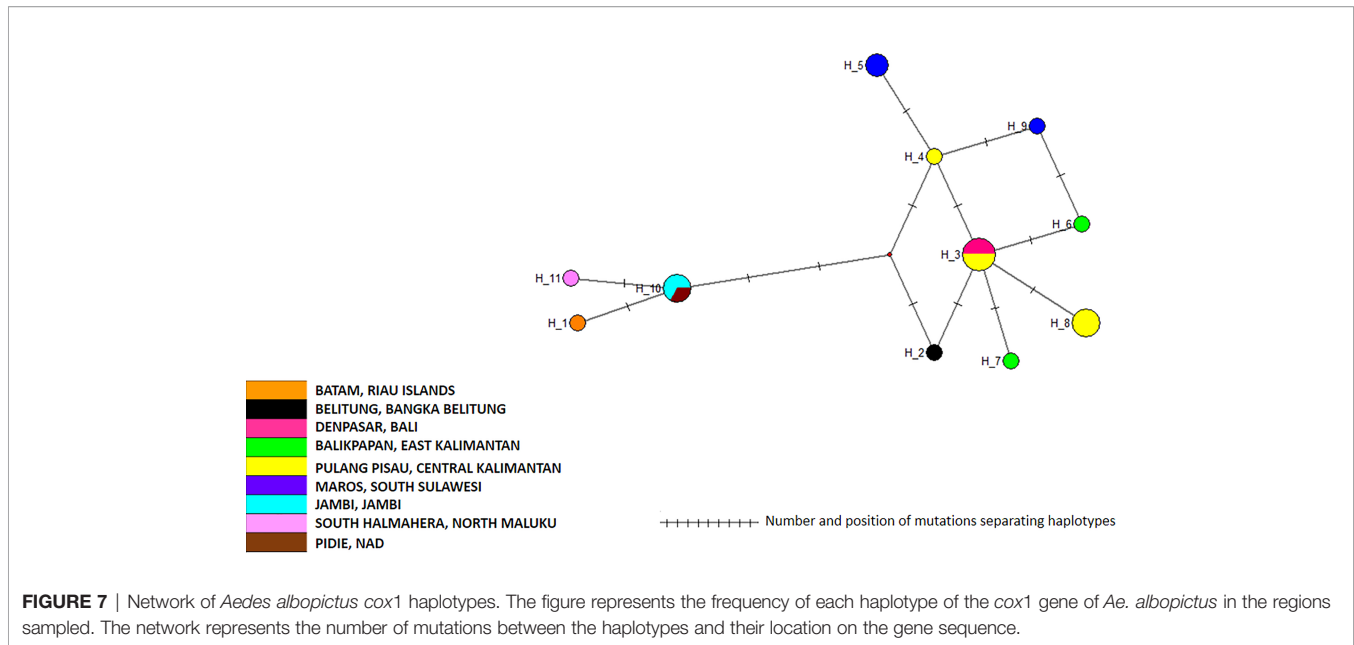 H_5
H_9
H_4
H_6
H_3
H_11
H_10
H_1
H_8
H_2
H_7
BATAM, RIAU ISLANDS
BELITUNG, BANGKA BELITUNG
DENPASAR, BALI
BALIKPAPAN, EAST KALIMANTAN
PULANG PISAU, CENTRAL KALIMANTAN
MAROS, SOUTH SULAWESI
JAMBI, JAMBI
SOUTH HALMAHERA, NORTH MALUKU
PIDIE, NAD
Number and position of mutations separating haplotypes
FIGURE 7 | Network of Aedes albopictus cox1 haplotypes. The figure represents the frequency of each haplotype of the cox1 gene of Ae. albopictus in the regions
sampled. The network represents the number of mutations between the haplotypes and their location on the gene sequence.